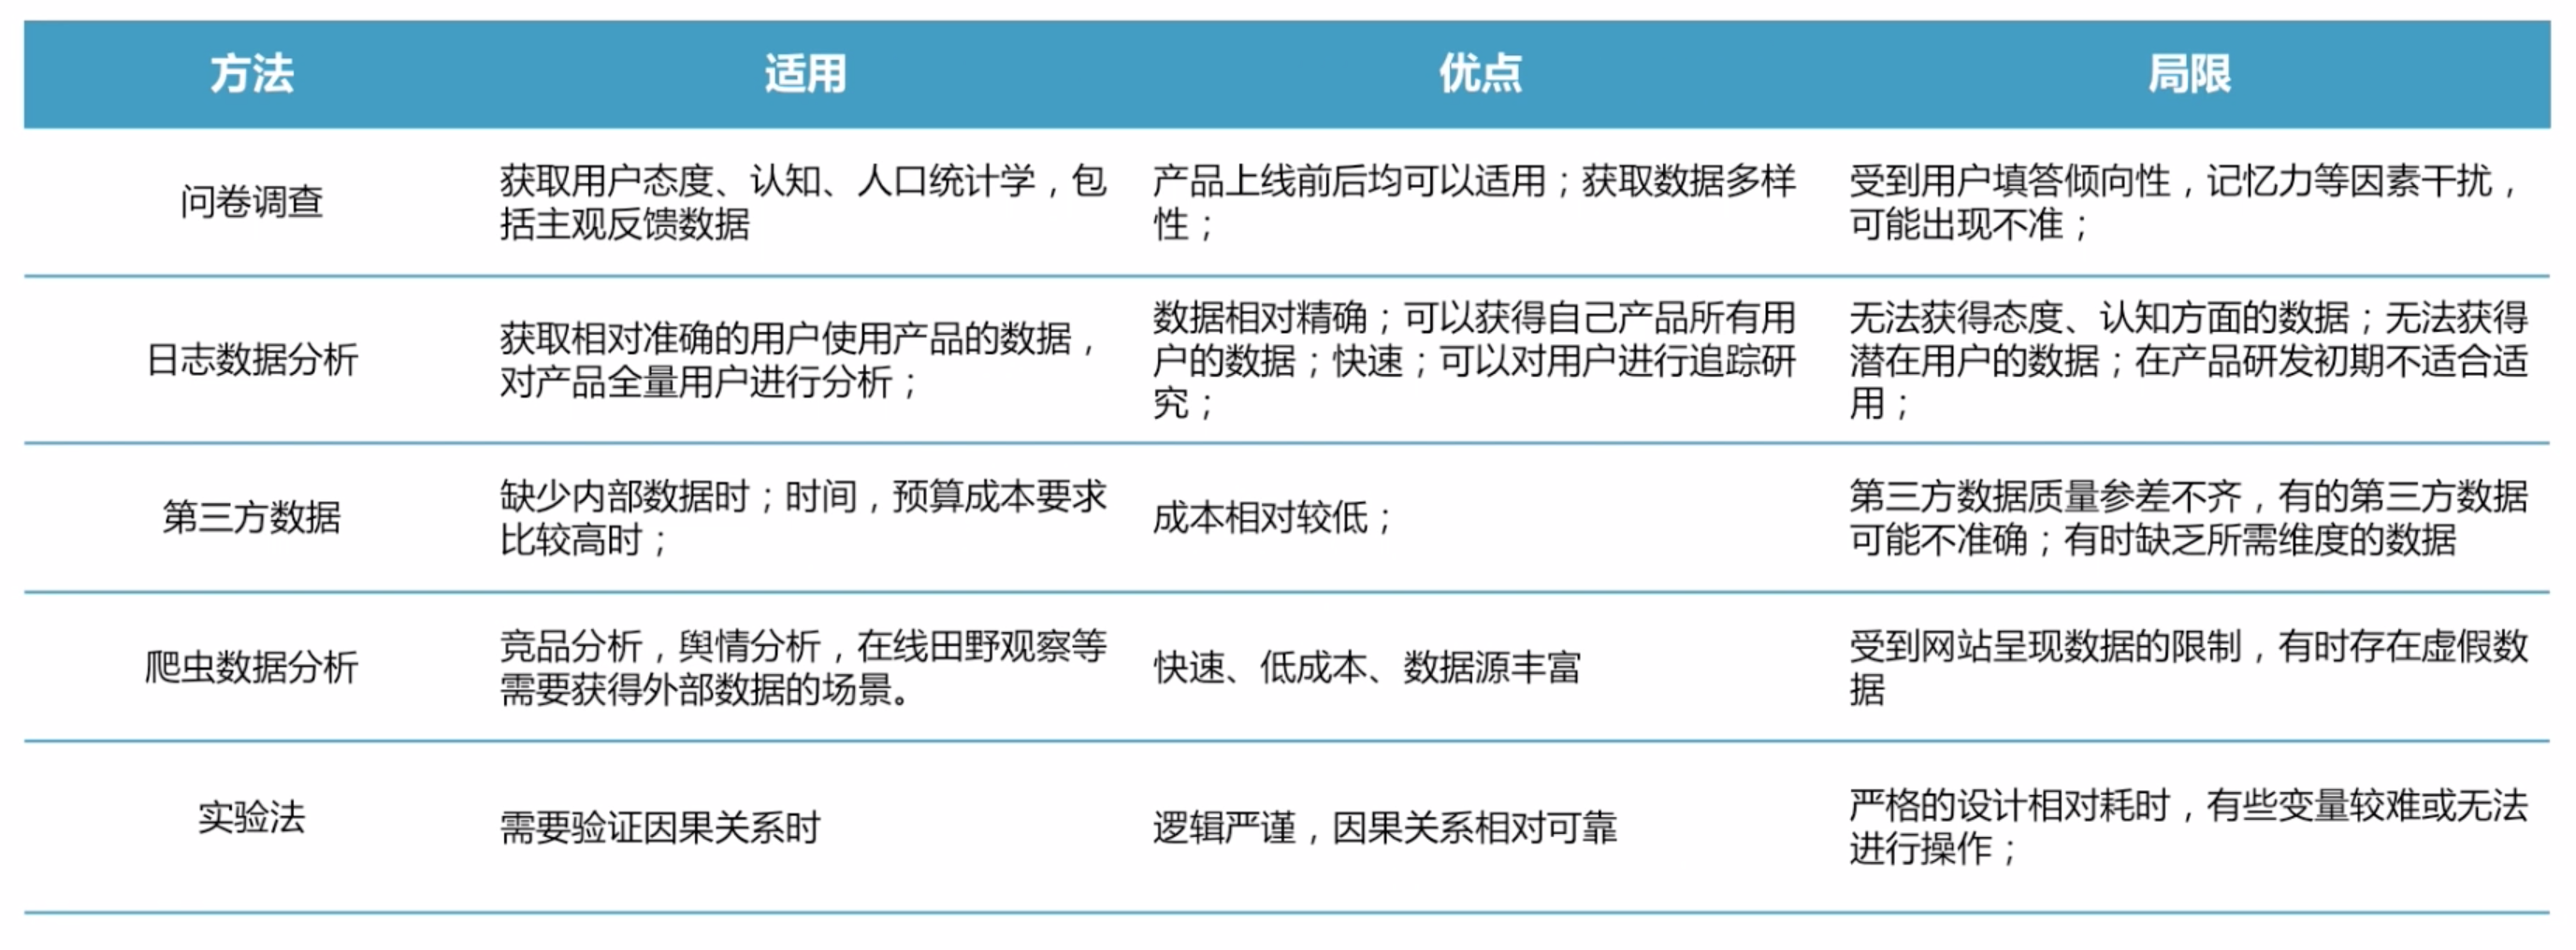 方法 适用 优点 局限
问卷调查
获取用户态度、认知、人口统计学，包
括主观反馈数据
产品上线前后均可以适用；获取数据多样
性；
受到用户填答倾向性，记忆力等因素干扰，
可能出现不准；
日志数据分析
获取相对准确的用户使用产品的数据，
对产品全量用户进行分析；
数据相对精确；可以获得自己产品所有用
户的数据；快速；可以对用户进行追踪研
究；
无法获得态度、认知方面的数据；无法获得
潜在用户的数据；在产品研发初期不适合适
用；
第三方数据
缺少内部数据时；时间，预算成本要求
比较高时；
成本相对较低；
第三方数据质量参差不齐，有的第三方数据
可能不准确；有时缺乏所需维度的数据
爬虫数据分析
竞品分析，舆情分析，在线田野观察等
需要获得外部数据的场景。
快速、低成本、数据源丰富
受到网站呈现数据的限制，有时存在虚假数
据
实验法
需要验证因果关系时
逻辑严谨，因果关系相对可靠
严格的设计相对耗时，有些变量较难或无法
进行操作；